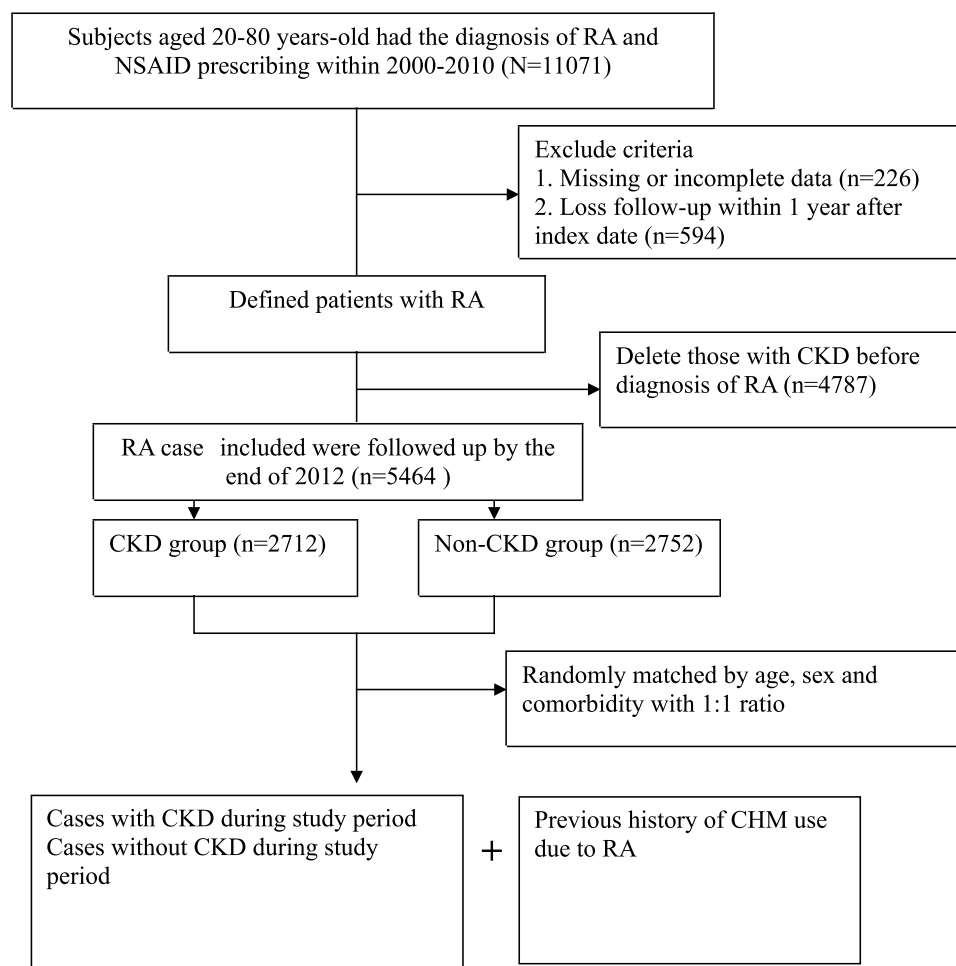 Subjects aged 20-80 years-old had the diagnosis of RA and
NSAID prescribing within 2000-2010 (N=11071)
Exclude criteria
1. Missing or incomplete data (n=226)
2. Loss follow-up within 1 year after
index date (n=594)
Defined patients with RA
Delete those with CKD before
diagnosis of RA (n=4787)
RA case included were followed up by the
end of 2012 (n=5464 )
CKD group (n=2712)
Non-CKD group (n=2752)
Randomly matched by age, sex and
comorbidity with 1:1 ratio
Cases with CKD during study period
Cases without CKD during study
period
+
Previous history of CHM use
due to RA